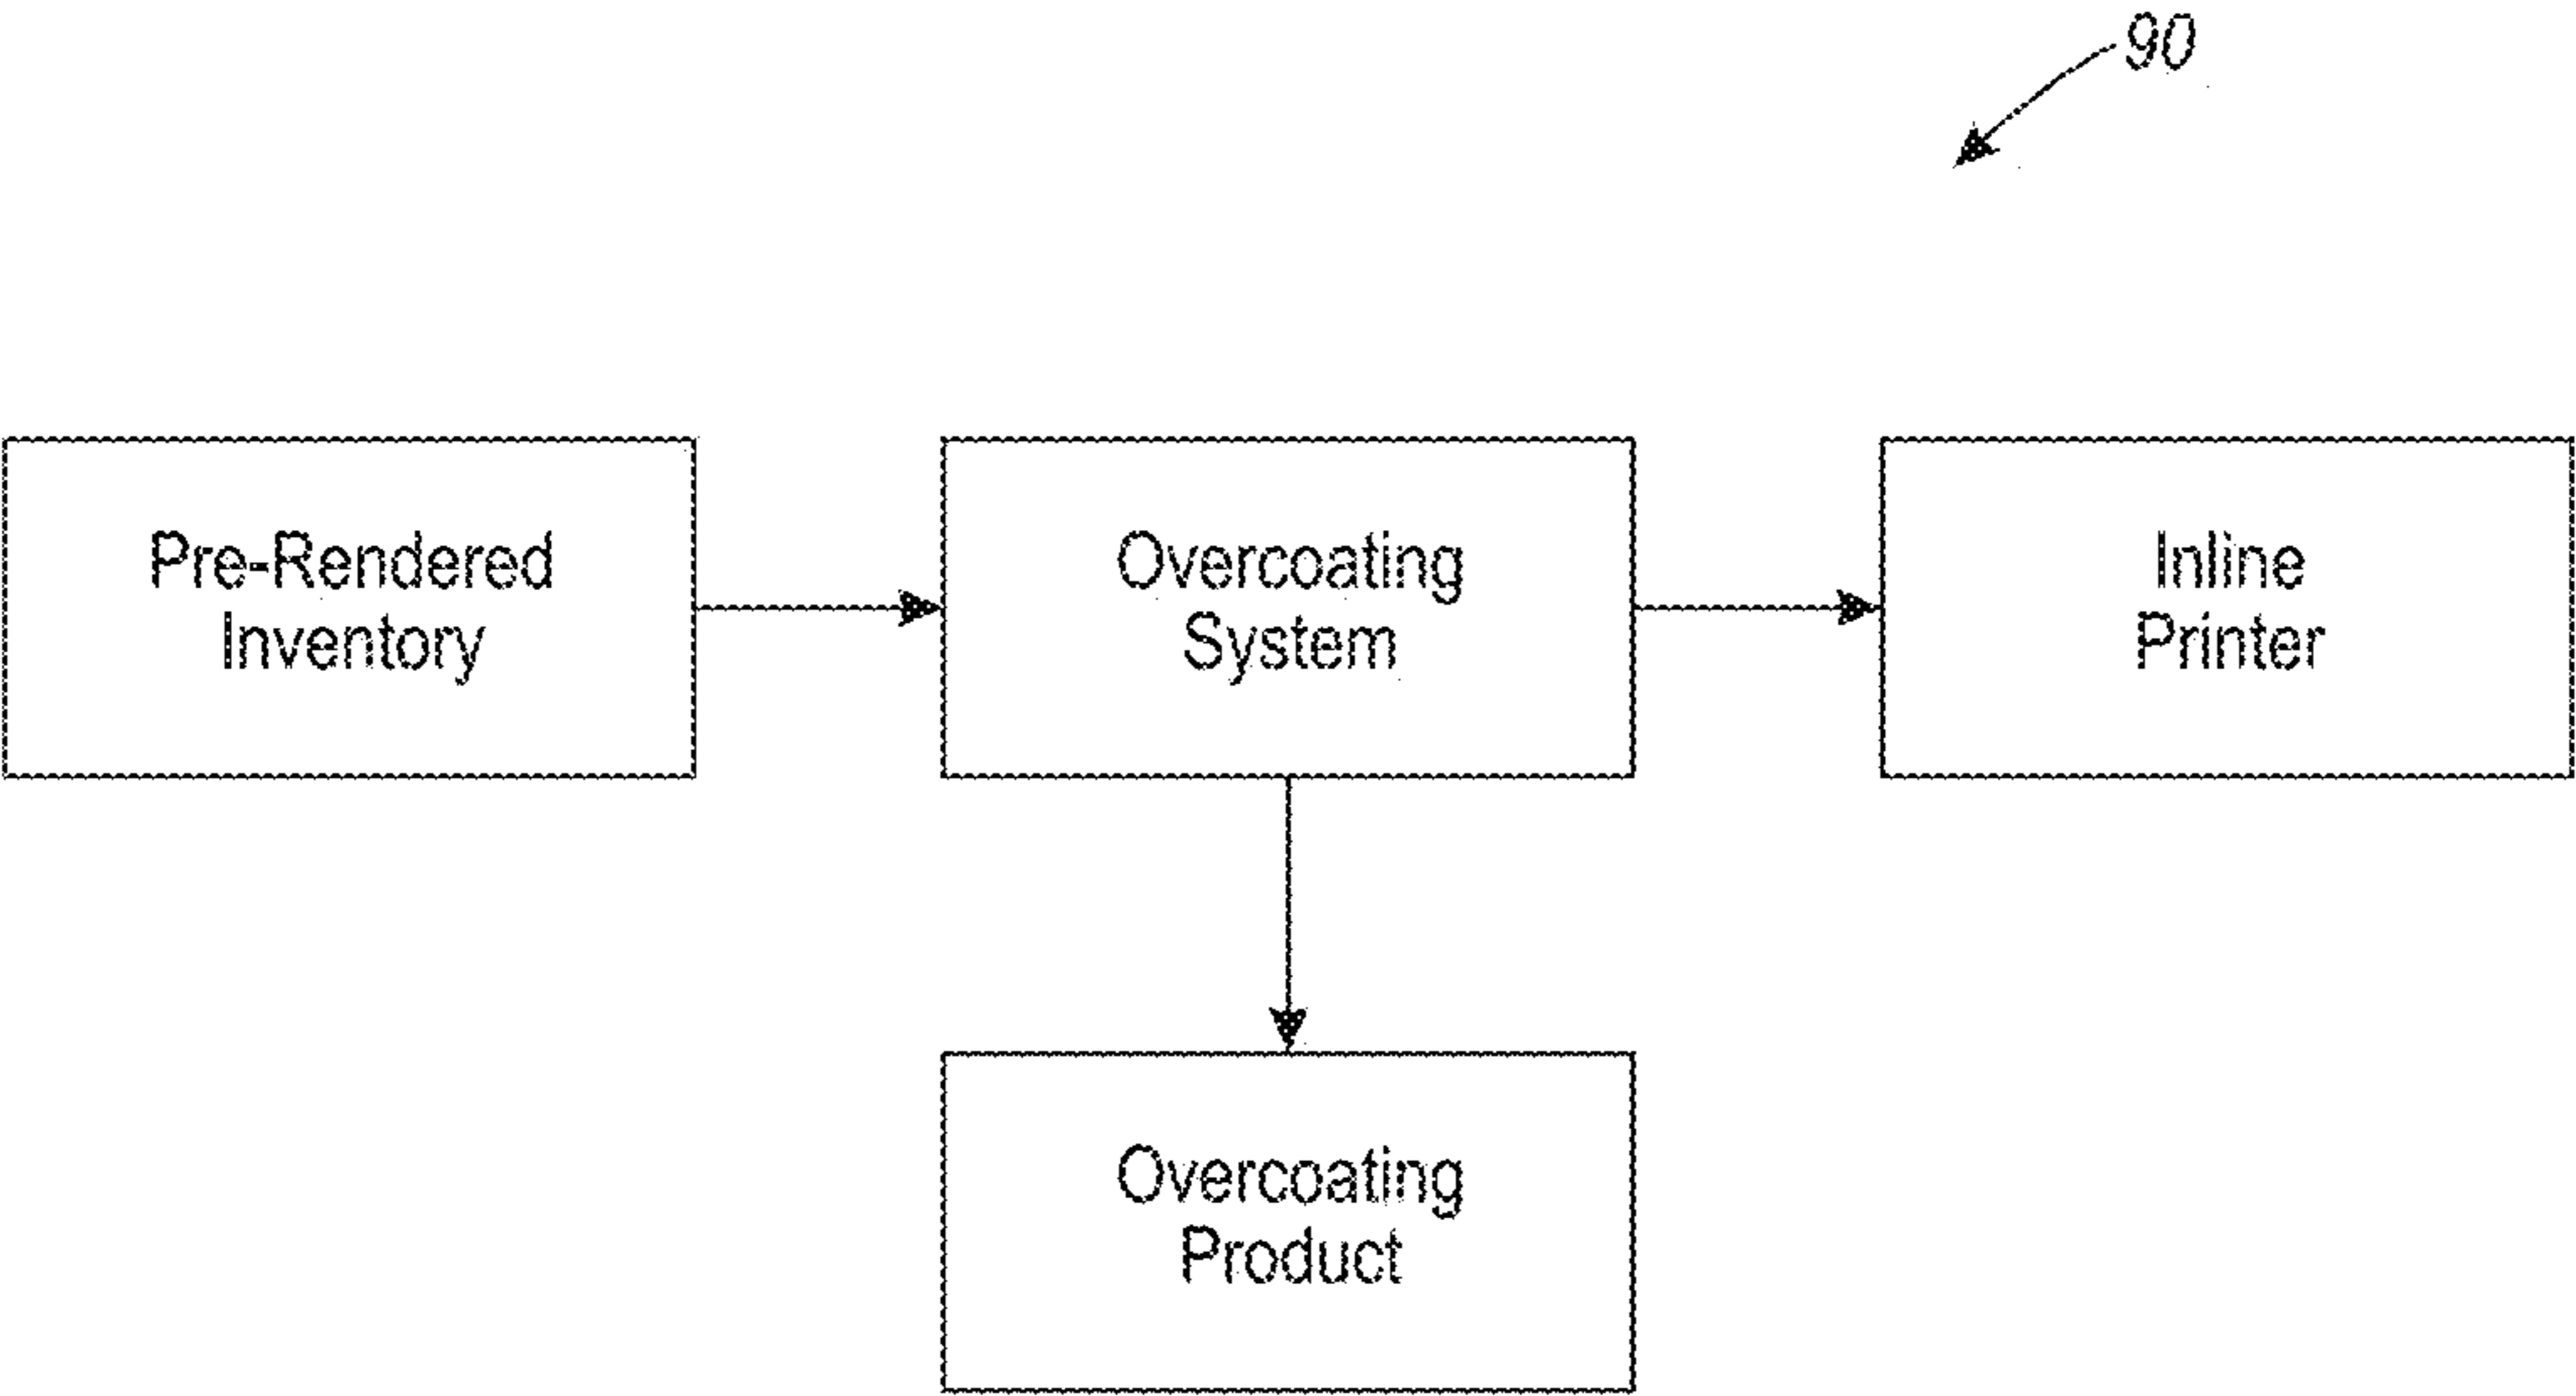 90
Pre-Rendered
Inventory
Overcoating
System
Inline
Printer
Overcoating
Product